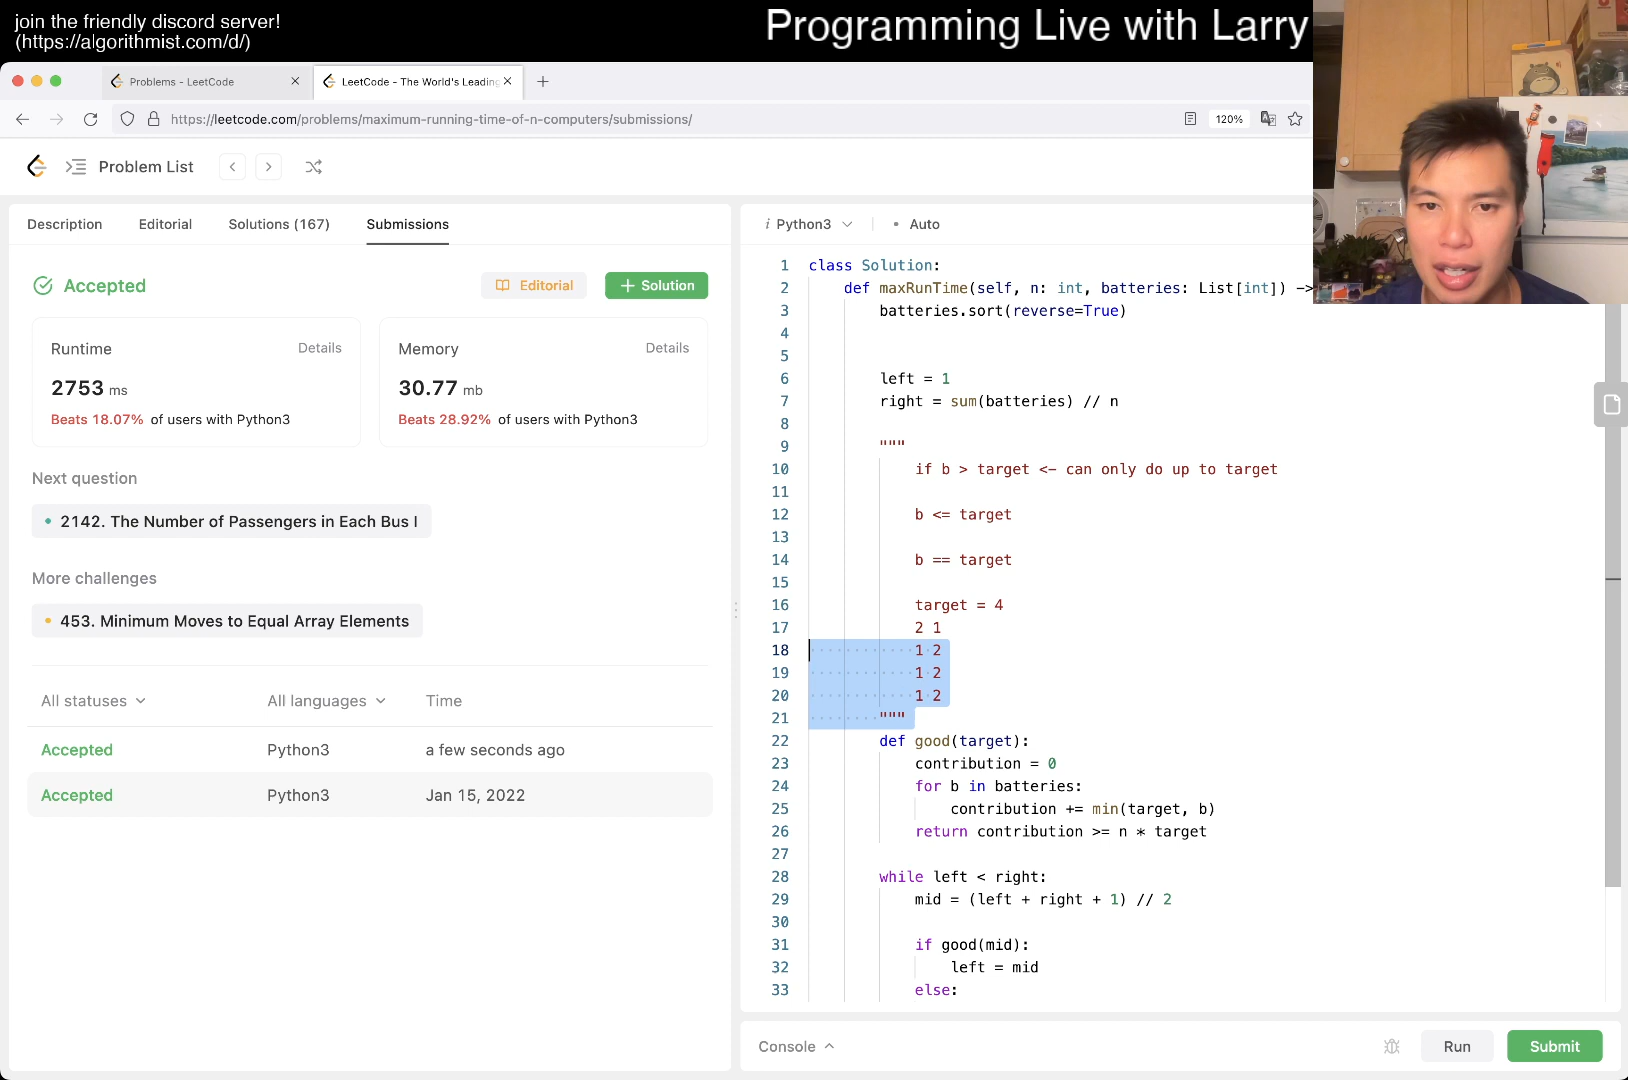 join the friendly discord server!
(https://algorithmist.com/d/)
Programming Live with Larry
Problems - LeetCode
LeetCode - The World's Leading
https://leetcode.com/problems/maximum-running-time-of-n-computers/submissions/
120%
Problem List
Description
Editorial
Solutions (167)
Submissions
Accepted
Editorial
+ Solution
Runtime
Details
2753 ms
Beats 18.07% of users with Python3
Memory
Details
30.77 mb
Beats 28.92% of users with Python3
Next question
2142. The Number of Passengers in Each Bus I
More challenges
453. Minimum Moves to Equal Array Elements
All statuses
All languages
Time
Accepted
Python3
a few seconds ago
Accepted
Python3
Jan 15, 2022
i Python3
Auto
1 class Solution:
2 def maxRunTime(self, n: int, batteries: List[int]) ->
3 batteries.sort(reverse=True)
4
5
6 left = 1
7 right = sum(batteries) // n
8
9 """
10 if b > target <- can only do up to target
11
12 b <= target
13
14 b == target
15
16 target = 4
17 2 1
18 1 2
19 1 2
20 1 2
21 """
22 def good(target):
23 contribution = 0
24 for b in batteries:
25 contribution += min(target, b)
26 return contribution >= n * target
27
28 while left < right:
29 mid = (left + right + 1) // 2
30
31 if good(mid):
32 left = mid
33 else:
Console
Run
Submit